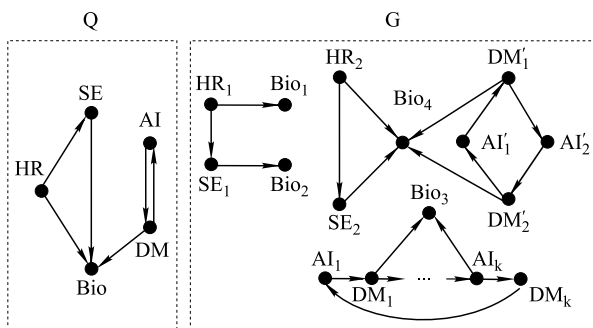 Q
G
SE
AI
HR
DM
Bio
HR₁
Bio₁
SE₁
Bio₂
HR₂
Bio₄
SE₂
DM′₁
AI′₁
AI′₂
DM′₂
Bio₃
AI₁
DM₁
...
AIₖ
DMₖ